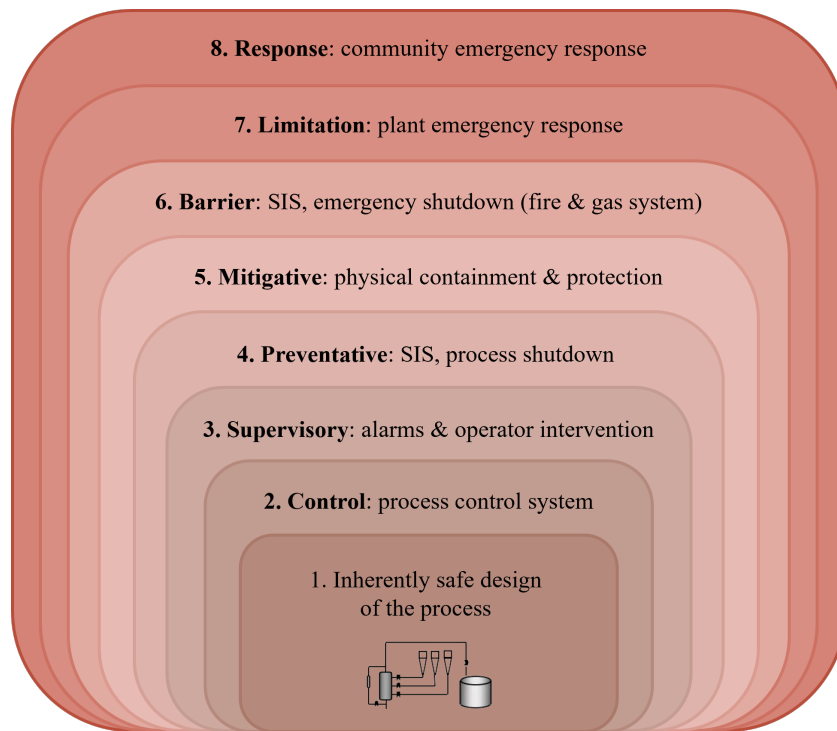 8. Response: community emergency response
7. Limitation: plant emergency response
6. Barrier: SIS, emergency shutdown (fire & gas system)
5. Mitigative: physical containment & protection
4. Preventative: SIS, process shutdown
3. Supervisory: alarms & operator intervention
2. Control: process control system
1. Inherently safe design
of the process